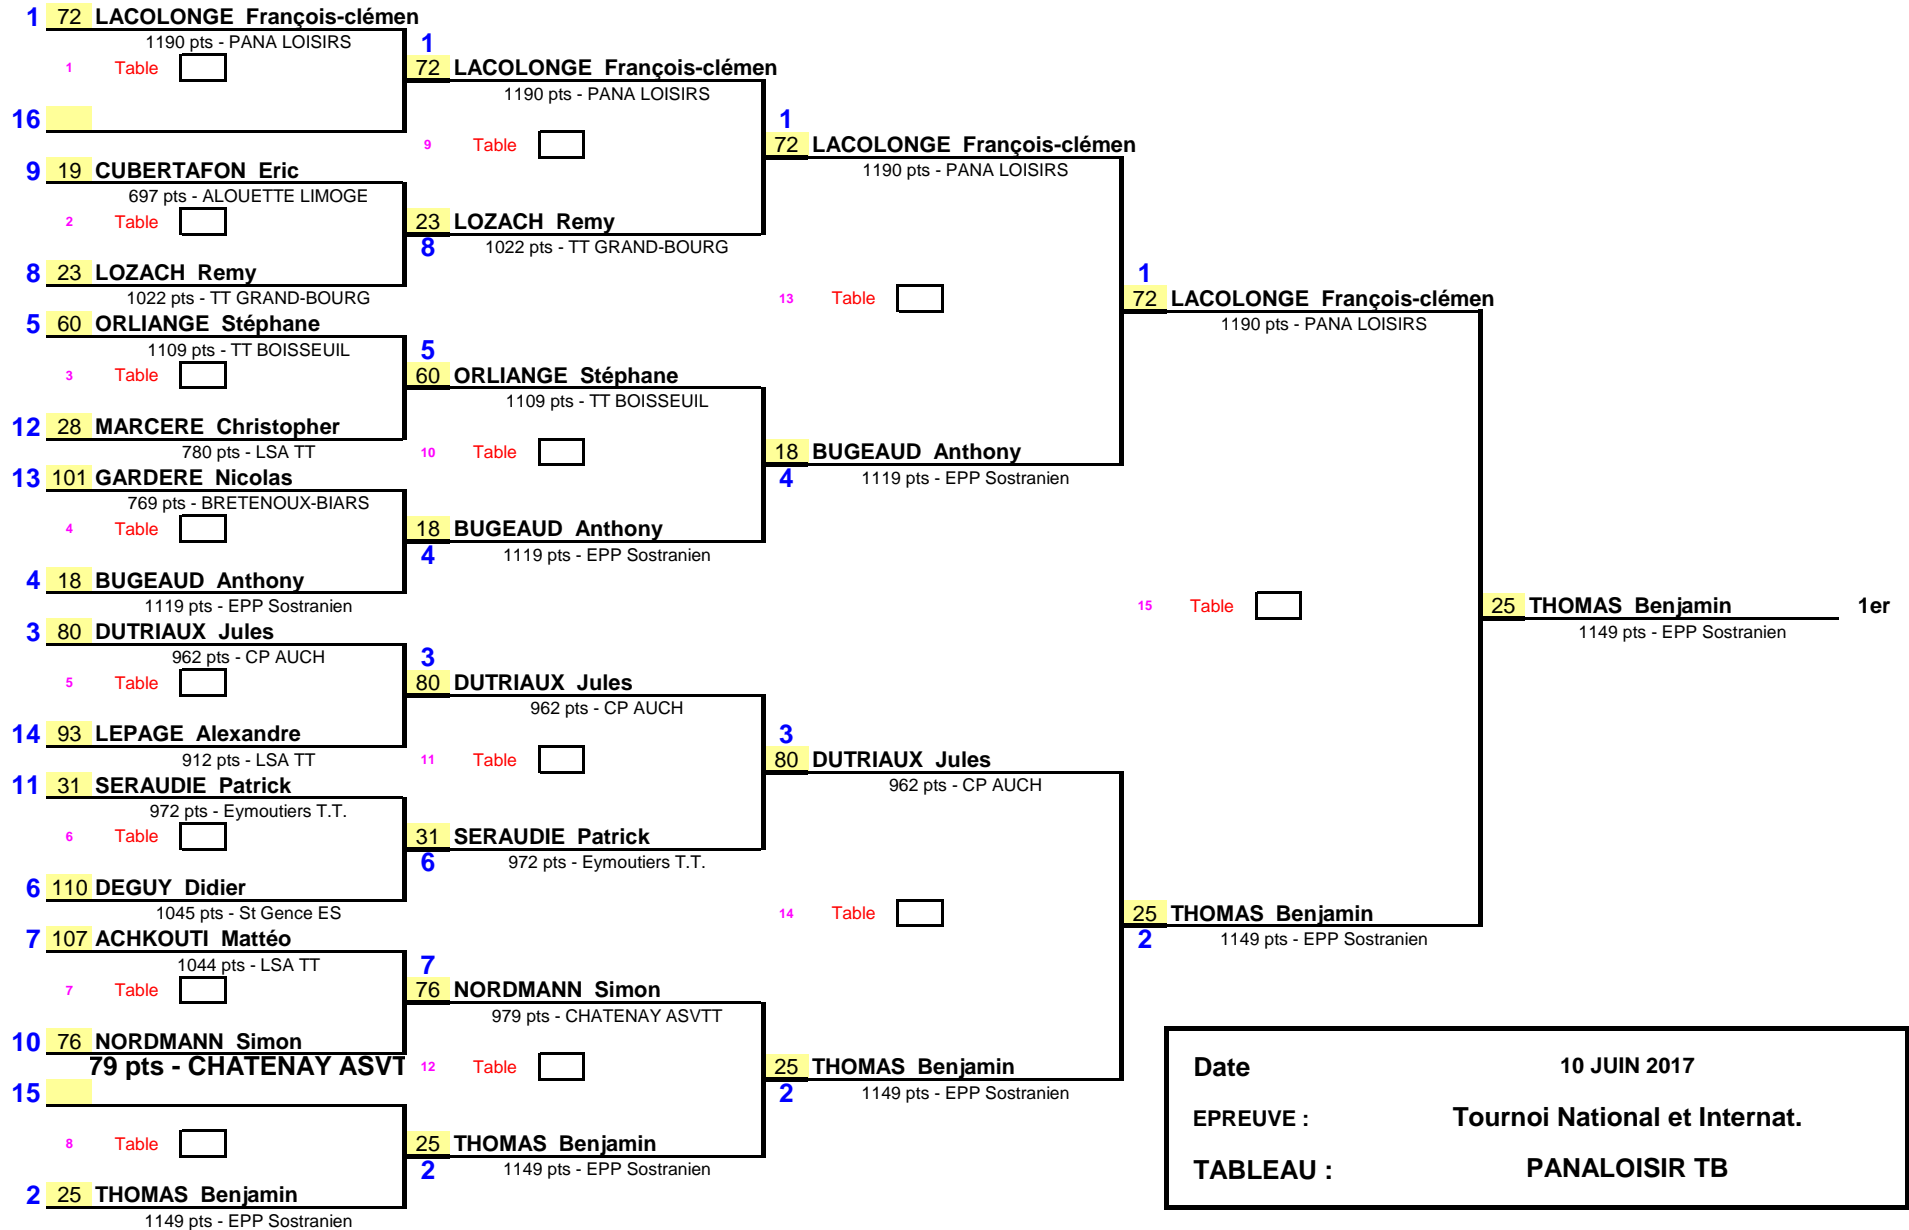 1 72 LACOLONGE François-clémen
1190 pts - PANA LOISIRS
1 Table
16
9 19 CUBERTAFON Eric
697 pts - ALOUETTE LIMOGE
2 Table
8 23 LOZACH Remy
1022 pts - TT GRAND-BOURG
5 60 ORLIANGE Stéphane
1109 pts - TT BOISSEUIL
3 Table
12 28 MARCERE Christopher
780 pts - LSA TT
13 101 GARDERE Nicolas
769 pts - BRETENOUX-BIARS
4 Table
4 18 BUGEAUD Anthony
1119 pts - EPP Sostranien
3 80 DUTRIAUX Jules
962 pts - CP AUCH
5 Table
14 93 LEPAGE Alexandre
912 pts - LSA TT
11 31 SERAUDIE Patrick
972 pts - Eymoutiers T.T.
6 Table
6 110 DEGUY Didier
1045 pts - St Gence ES
7 107 ACHKOUTI Mattéo
1044 pts - LSA TT
7 Table
10 76 NORDMANN Simon
79 pts - CHATENAY ASVT
15
8 Table
2 25 THOMAS Benjamin
1149 pts - EPP Sostranien
1
72 LACOLONGE François-clémen
1190 pts - PANA LOISIRS
9 Table
23 LOZACH Remy
8 1022 pts - TT GRAND-BOURG
5
60 ORLIANGE Stéphane
1109 pts - TT BOISSEUIL
10 Table
18 BUGEAUD Anthony
4 1119 pts - EPP Sostranien
3
80 DUTRIAUX Jules
962 pts - CP AUCH
11 Table
31 SERAUDIE Patrick
6 972 pts - Eymoutiers T.T.
7
76 NORDMANN Simon
979 pts - CHATENAY ASVTT
12 Table
25 THOMAS Benjamin
2 1149 pts - EPP Sostranien
1
72 LACOLONGE François-clémen
1190 pts - PANA LOISIRS
13 Table
18 BUGEAUD Anthony
4 1119 pts - EPP Sostranien
3
80 DUTRIAUX Jules
962 pts - CP AUCH
14 Table
25 THOMAS Benjamin
2 1149 pts - EPP Sostranien
1
72 LACOLONGE François-clémen
1190 pts - PANA LOISIRS
15 Table
25 THOMAS Benjamin
2 1149 pts - EPP Sostranien
25 THOMAS Benjamin 1er
1149 pts - EPP Sostranien
Date 10 JUIN 2017
EPREUVE : Tournoi National et Internat.
TABLEAU : PANALOISIR TB